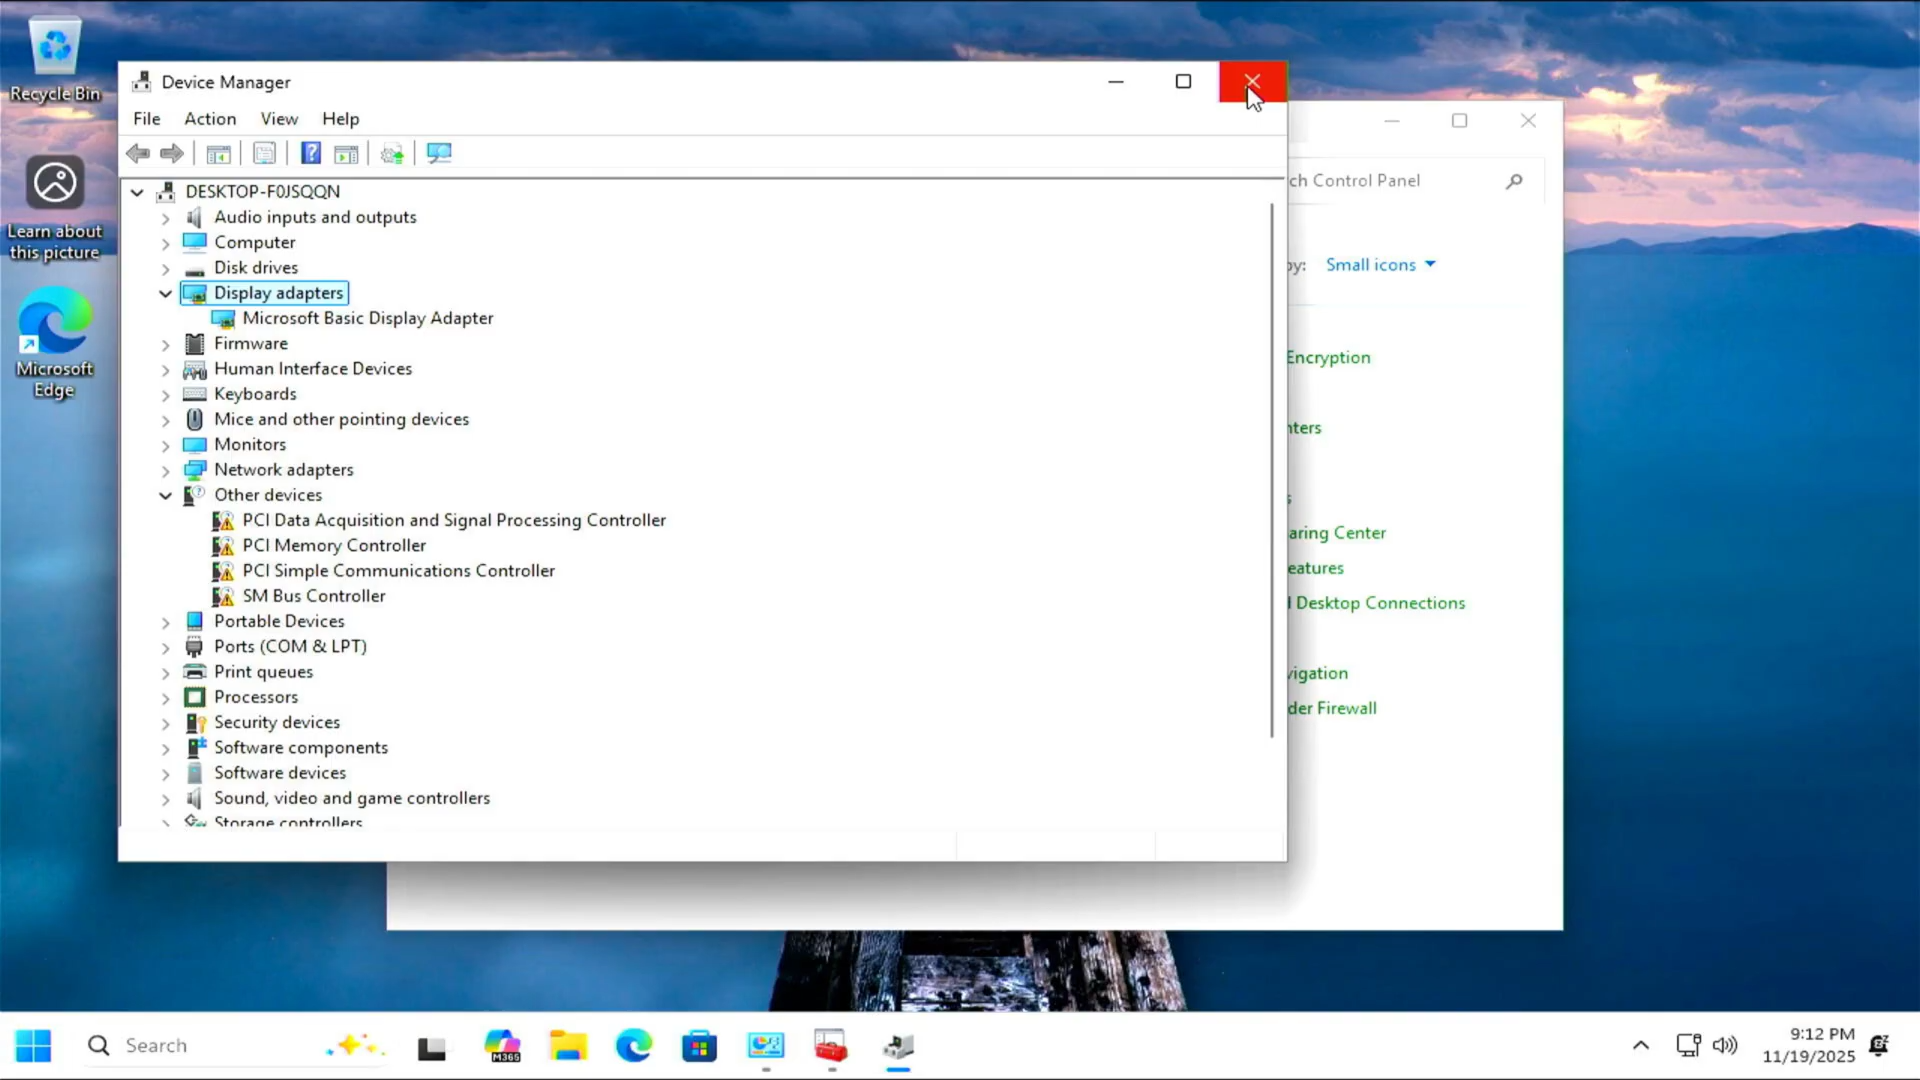 Recycle Bin
Learn about
this picture
Microsoft
Edge
Device Manager
File Action View Help
DESKTOP-F0JSQQN
Audio inputs and outputs
Computer
Disk drives
Display adapters
Microsoft Basic Display Adapter
Firmware
Human Interface Devices
Keyboards
Mice and other pointing devices
Monitors
Network adapters
Other devices
PCI Data Acquisition and Signal Processing Controller
PCI Memory Controller
PCI Simple Communications Controller
SM Bus Controller
Portable Devices
Ports (COM & LPT)
Print queues
Processors
Security devices
Software components
Software devices
Sound, video and game controllers
Storage controllers
ch Control Panel
by: Small icons
Encryption
nters
s
aring Center
eatures
d Desktop Connections
vigation
der Firewall
Search
M365
9:12 PM
11/19/2025